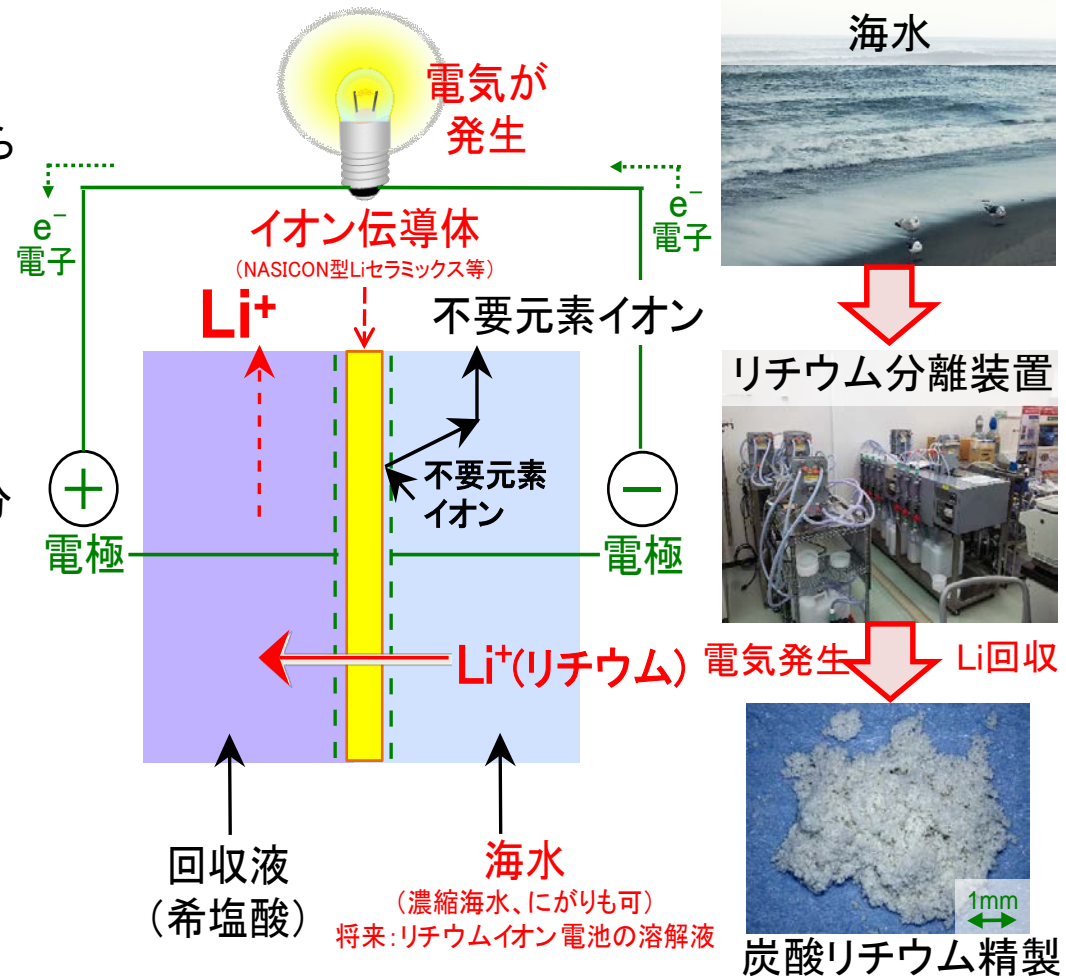 海水
電気が
発生
ら
e⁻
電子
e⁻
電子
イオン伝導体
（NASICON型Liセラミックス等）
Li⁺
不要元素イオン
リチウム分離装置
不要元素
イオン
分
＋
－
電極
電極
Li⁺(リチウム)
電気発生
Li回収
回収液
（希塩酸）
海水
（濃縮海水、にがりも可）
将来：リチウムイオン電池の溶解液
1mm
炭酸リチウム精製